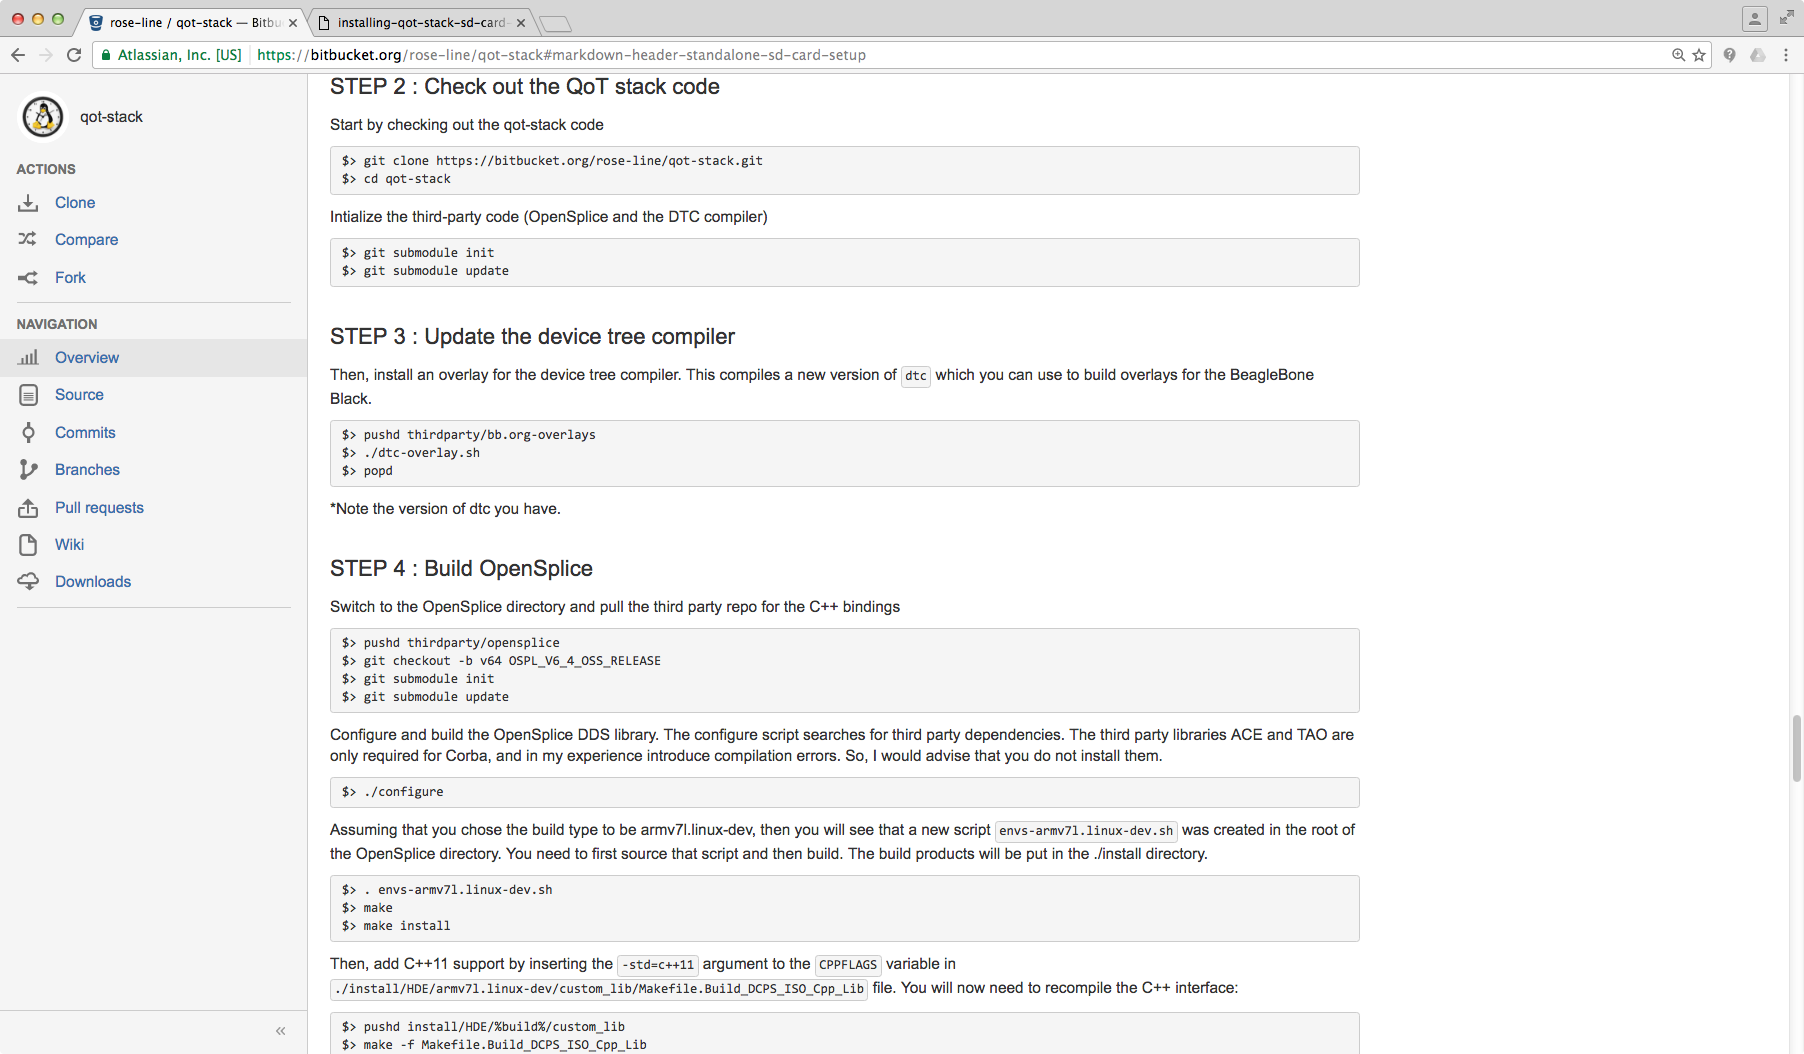 rose-line / qot-stack — Bitbu
installing-qot-stack-sd-card-
Atlassian, Inc. [US]
https://bitbucket.org/rose-line/qot-stack#markdown-header-standalone-sd-card-setup
qot-stack
ACTIONS
Clone
Compare
Fork
NAVIGATION
Overview
Source
Commits
Branches
Pull requests
Wiki
Downloads
«
STEP 2 : Check out the QoT stack code
Start by checking out the qot-stack code
$> git clone https://bitbucket.org/rose-line/qot-stack.git
$> cd qot-stack
Intialize the third-party code (OpenSplice and the DTC compiler)
$> git submodule init
$> git submodule update
STEP 3 : Update the device tree compiler
Then, install an overlay for the device tree compiler. This compiles a new version of dtc which you can use to build overlays for the BeagleBone
Black.
$> pushd thirdparty/bb.org-overlays
$> ./dtc-overlay.sh
$> popd
*Note the version of dtc you have.
STEP 4 : Build OpenSplice
Switch to the OpenSplice directory and pull the third party repo for the C++ bindings
$> pushd thirdparty/opensplice
$> git checkout -b v64 OSPL_V6_4_OSS_RELEASE
$> git submodule init
$> git submodule update
Configure and build the OpenSplice DDS library. The configure script searches for third party dependencies. The third party libraries ACE and TAO are
only required for Corba, and in my experience introduce compilation errors. So, I would advise that you do not install them.
$> ./configure
Assuming that you chose the build type to be armv7l.linux-dev, then you will see that a new script envs-armv7l.linux-dev.sh was created in the root of
the OpenSplice directory. You need to first source that script and then build. The build products will be put in the ./install directory.
$> . envs-armv7l.linux-dev.sh
$> make
$> make install
Then, add C++11 support by inserting the -std=c++11 argument to the CPPFLAGS variable in
./install/HDE/armv7l.linux-dev/custom_lib/Makefile.Build_DCPS_ISO_Cpp_Lib file. You will now need to recompile the C++ interface:
$> pushd install/HDE/%build%/custom_lib
$> make -f Makefile.Build_DCPS_ISO_Cpp_Lib